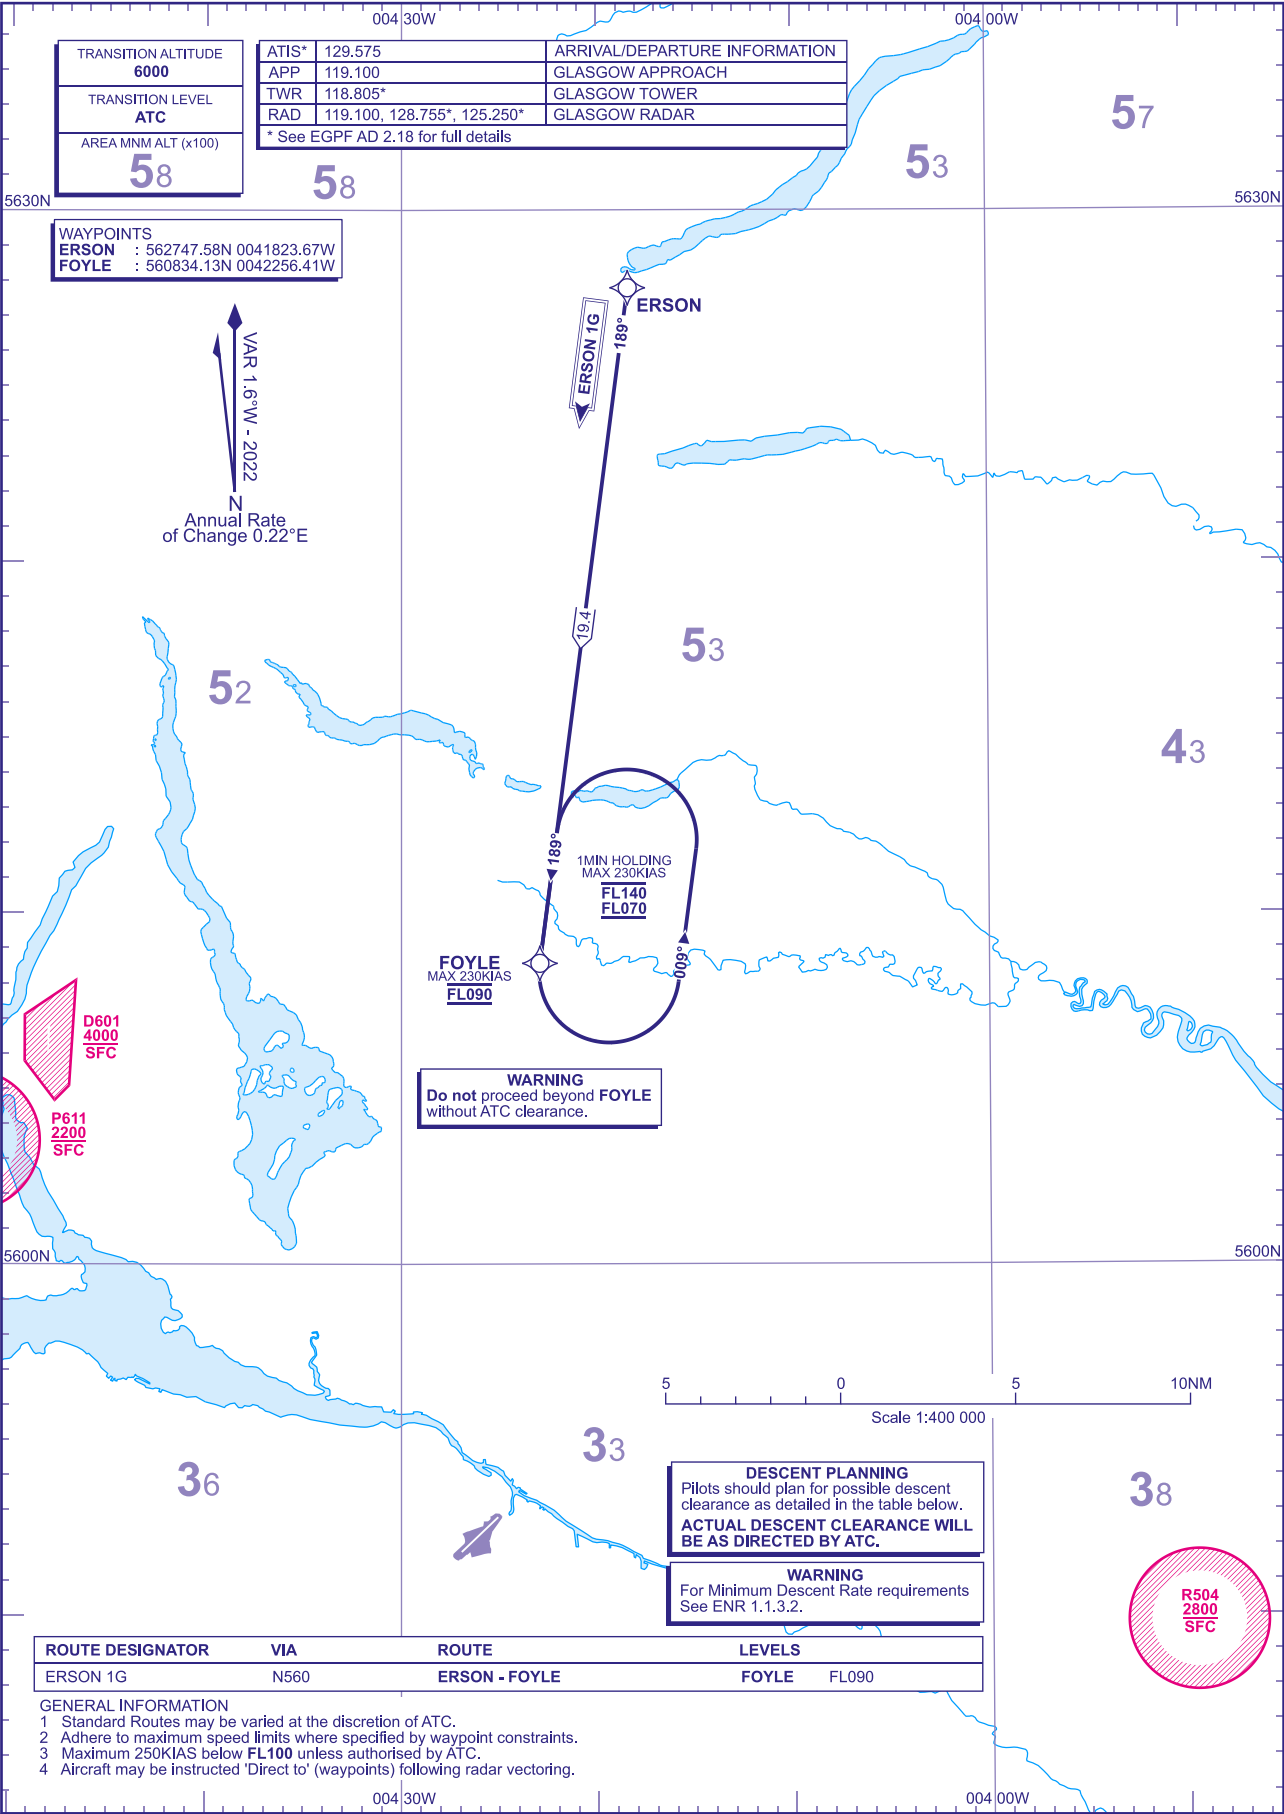 004 30W
004 00W
TRANSITION ALTITUDE
6000
TRANSITION LEVEL
ATC
AREA MNM ALT (x100)
58
ATIS* 129.575 ARRIVAL/DEPARTURE INFORMATION
APP 119.100 GLASGOW APPROACH
TWR 118.805* GLASGOW TOWER
RAD 119.100, 128.755*, 125.250* GLASGOW RADAR
* See EGPF AD 2.18 for full details
57
53
58
5630N
5630N
WAYPOINTS
ERSON : 562747.58N 0041823.67W
FOYLE : 560834.13N 0042256.41W
ERSON
189°
ERSON 1G
VAR 1.6°W - 2022
N
Annual Rate
of Change 0.22°E
19.4
53
52
43
189°
1MIN HOLDING
MAX 230KIAS
FL140
FL070
009°
FOYLE
MAX 230KIAS
FL090
D601
4000
SFC
WARNING
Do not proceed beyond FOYLE
without ATC clearance.
P611
2200
SFC
5600N
5600N
5 0 5 10NM
Scale 1:400 000
33
36
38
DESCENT PLANNING
Pilots should plan for possible descent
clearance as detailed in the table below.
ACTUAL DESCENT CLEARANCE WILL
BE AS DIRECTED BY ATC.
WARNING
For Minimum Descent Rate requirements
See ENR 1.1.3.2.
R504
2800
SFC
ROUTE DESIGNATOR VIA ROUTE LEVELS
ERSON 1G N560 ERSON - FOYLE FOYLE FL090
GENERAL INFORMATION
1 Standard Routes may be varied at the discretion of ATC.
2 Adhere to maximum speed limits where specified by waypoint constraints.
3 Maximum 250KIAS below FL100 unless authorised by ATC.
4 Aircraft may be instructed 'Direct to' (waypoints) following radar vectoring.
004 30W
004 00W